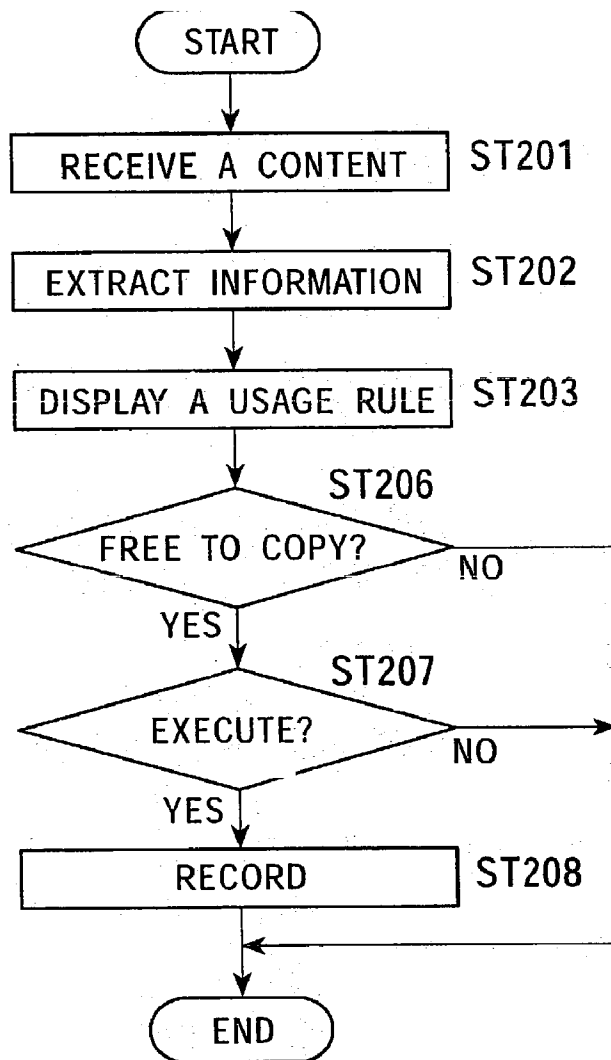 START
RECEIVE A CONTENT ST201
EXTRACT INFORMATION ST202
DISPLAY A USAGE RULE ST203
ST206
FREE TO COPY?
NO
YES
ST207
EXECUTE?
NO
YES
RECORD ST208
END